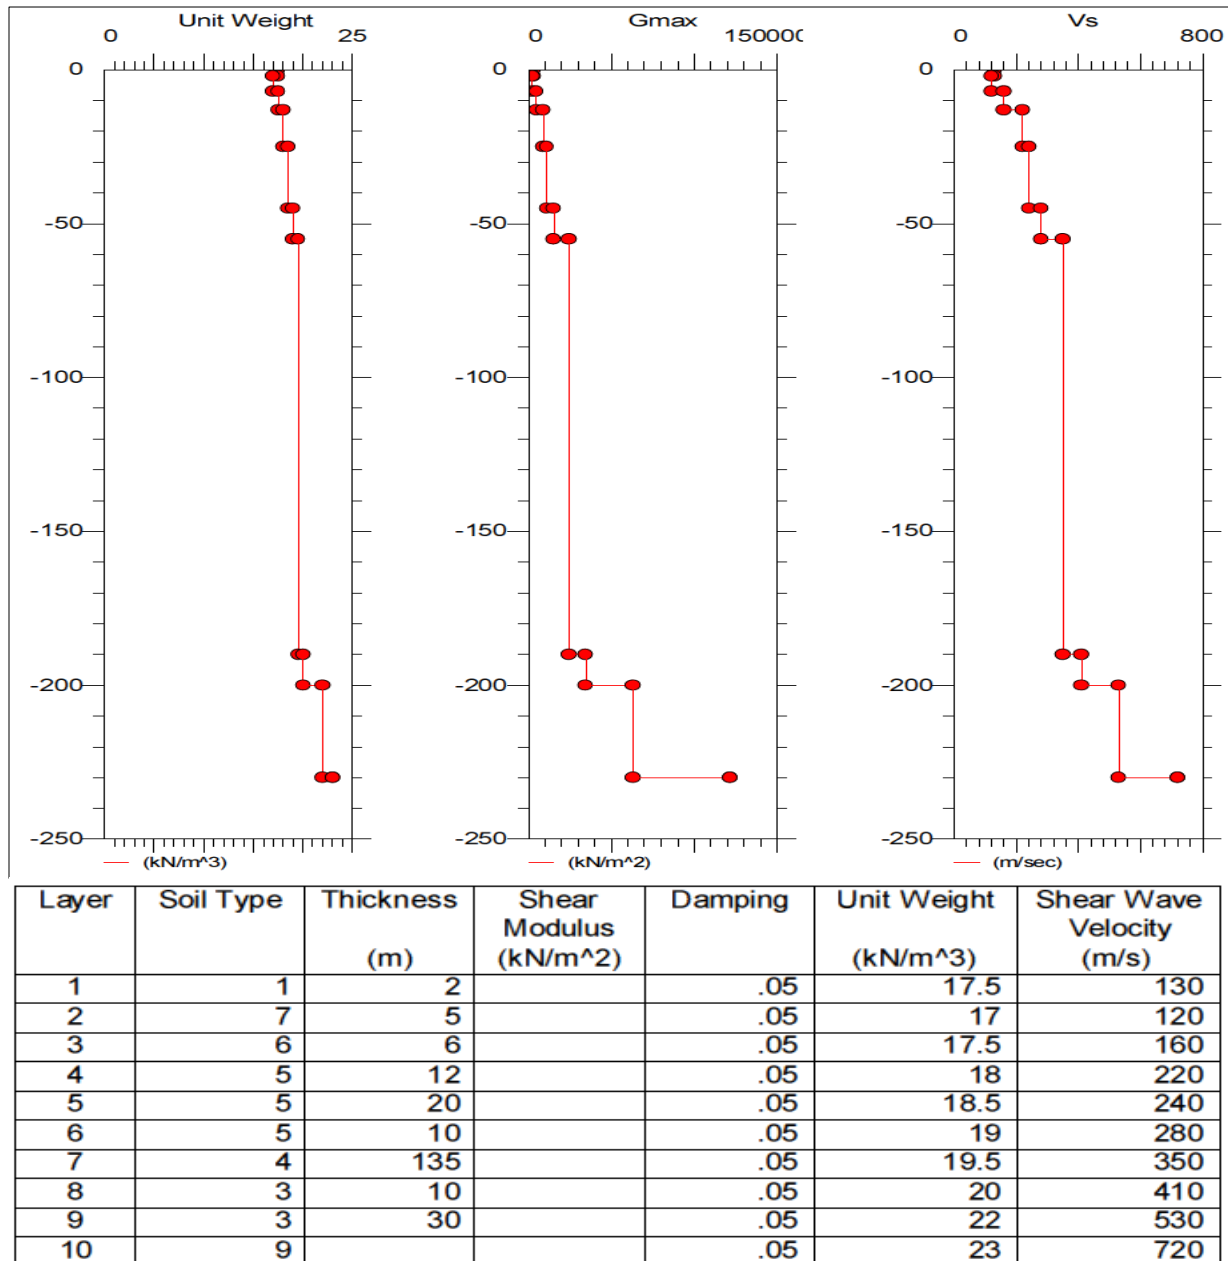 Unit Weight Gmax Vs
0 25 0 150000 0 800
0 0 0
-50 -50 -50
-100 -100 -100
-150 -150 -150
-200 -200 -200
-250 -250 -250
(kN/m^3) (kN/m^2) (m/sec)
Layer Soil Type Thickness Shear Damping Unit Weight Shear Wave
Modulus Velocity
(m) (kN/m^2) (kN/m^3) (m/s)
1 1 2 .05 17.5 130
2 7 5 .05 17 120
3 6 6 .05 17.5 160
4 5 12 .05 18 220
5 5 20 .05 18.5 240
6 5 10 .05 19 280
7 4 135 .05 19.5 350
8 3 10 .05 20 410
9 3 30 .05 22 530
10 9 .05 23 720